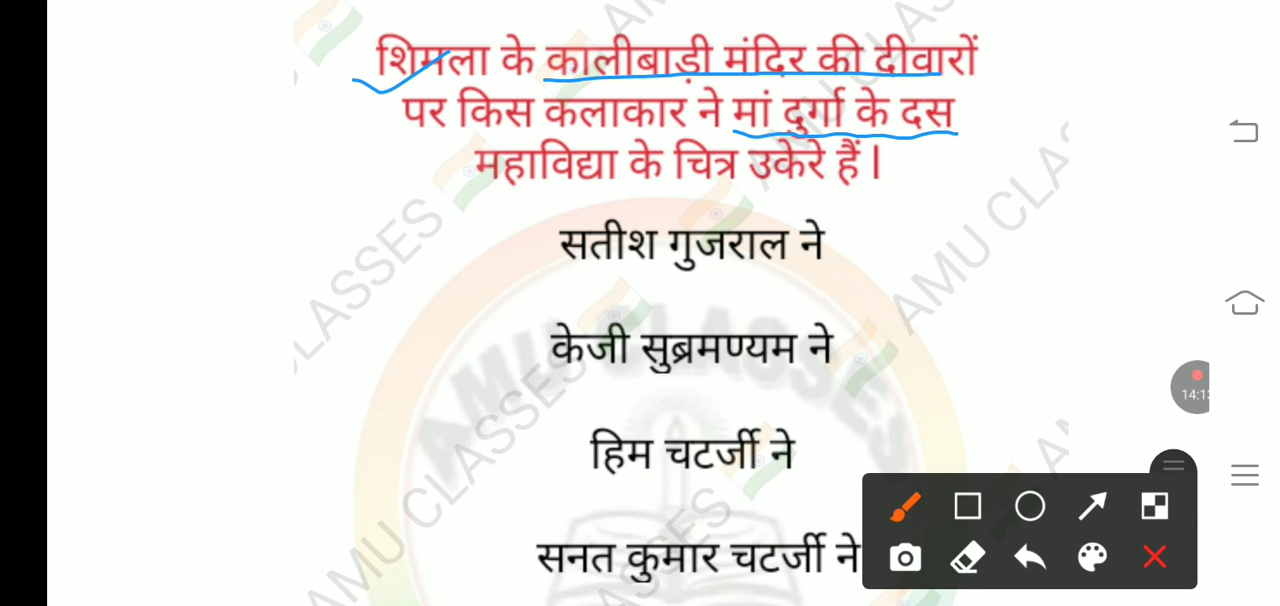 शिमला के कालीबाड़ी मंदिर की दीवारों
पर किस कलाकार ने मां दुर्गा के दस
महाविद्या के चित्र उकेरे हैं।
सतीश गुजराल ने
केजी सुब्रमण्यम ने
हिम चटर्जी ने
सनत कुमार चटर्जी ने
AMU CLASSES